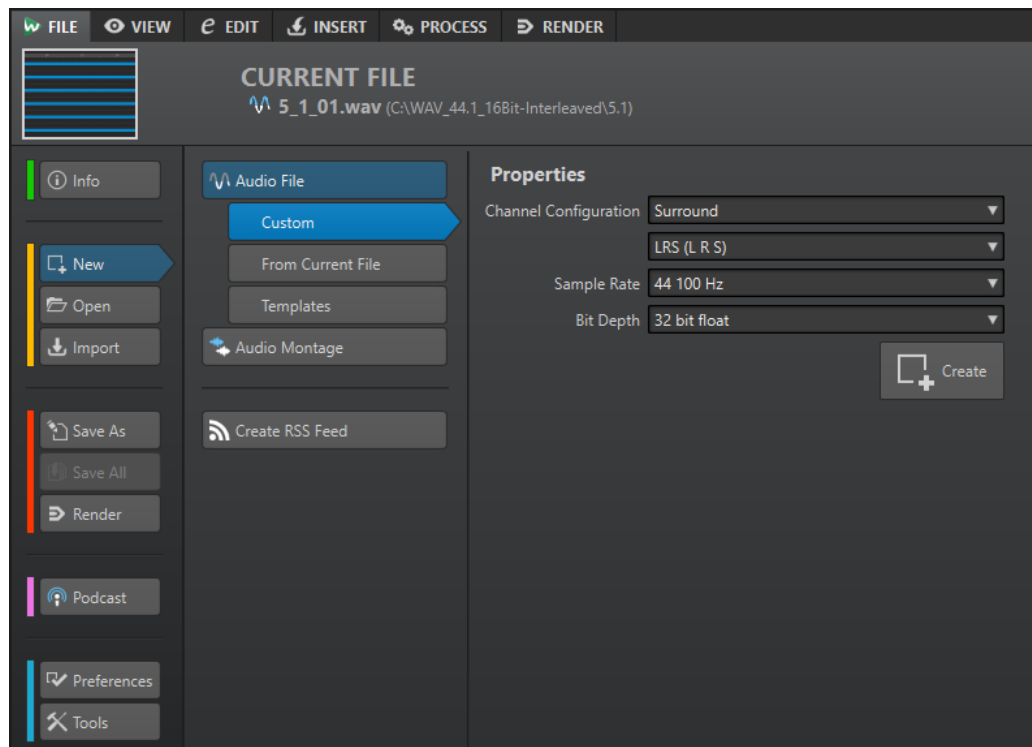 FILE VIEW EDIT INSERT PROCESS RENDER
CURRENT FILE
5_1_01.wav (C:\WAV_44.1_16Bit-Interleaved\5.1)
Info
New
Open
Import
Save As
Save All
Render
Podcast
Preferences
Tools
Audio File
Custom
From Current File
Templates
Audio Montage
Create RSS Feed
Properties
Channel Configuration Surround
LRS (L R S)
Sample Rate 44 100 Hz
Bit Depth 32 bit float
Create